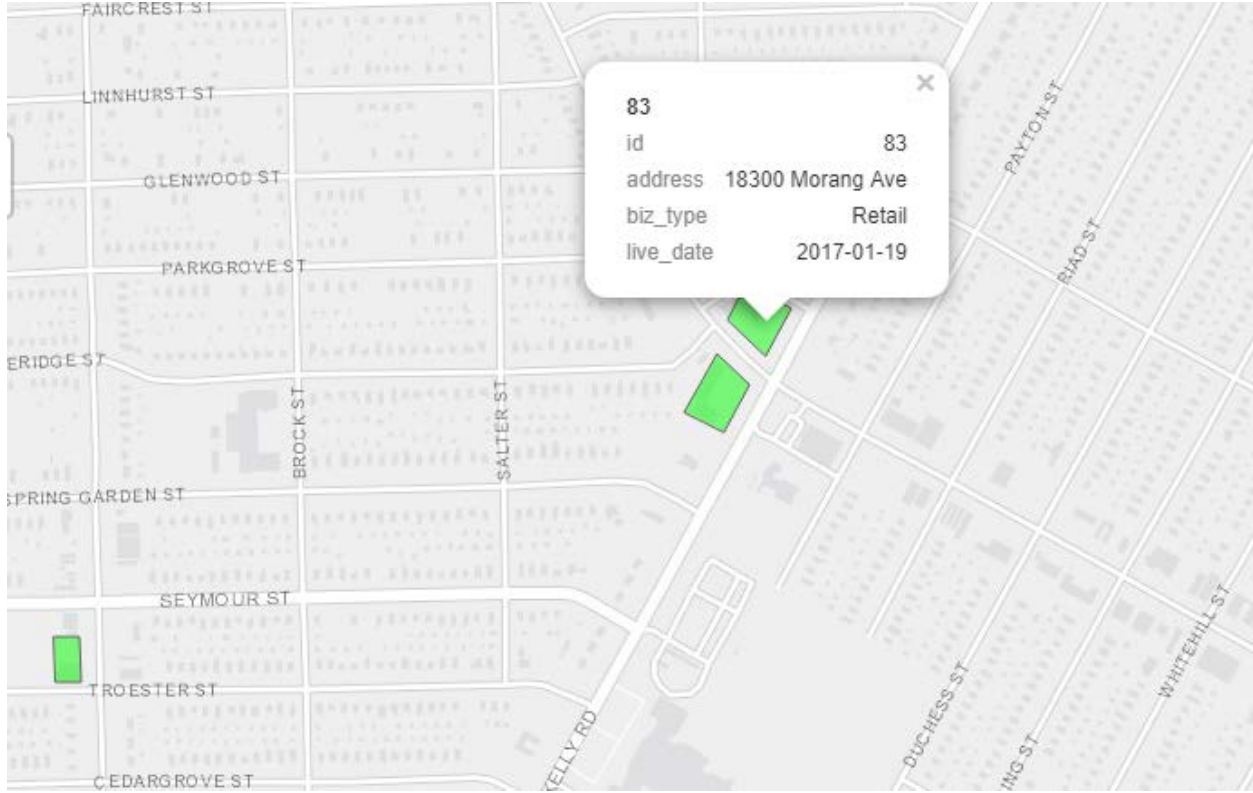 FAIRCREST ST
LINNHURST ST
GLENWOOD ST
PARKGROVE ST
ERIDGE ST
BROCK ST
SALTER ST
SPRING GARDEN ST
SEYMOUR ST
TROESTER ST
CEDARGROVE ST
KELLY RD
×
83
id 83
address 18300 Morang Ave
biz_type Retail
live_date 2017-01-19
PAYTON ST
RIAD ST
DUCHESS ST
ING ST
WHITEHILL ST